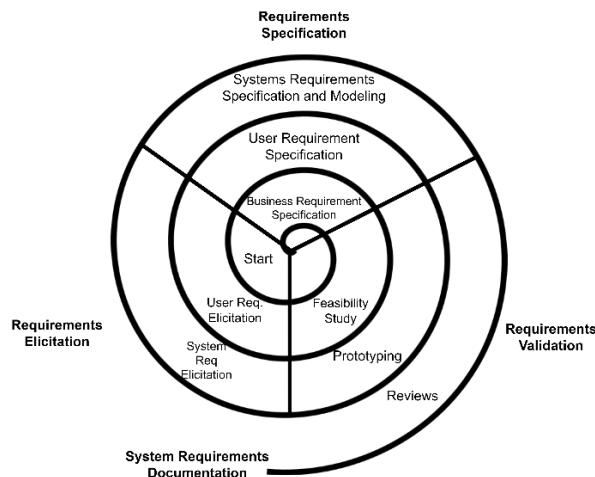 Requirements
Specification
Systems Requirements
Specification and Modeling
User Requirement
Specification
Business Requirement
Specification
Start
User Req.
Elicitation
Feasibility
Study
Requirements
Elicitation
Requirements
Validation
System
Req
Elicitation
Prototyping
Reviews
System Requirements
Documentation